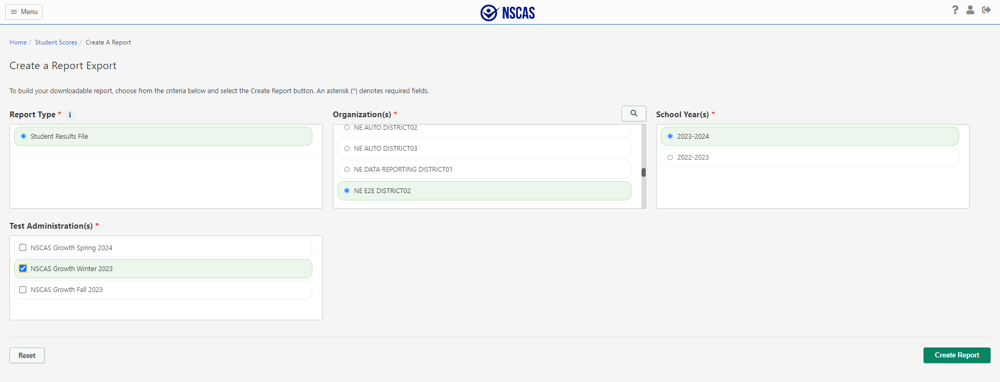 Menu
NSCAS
Home / Student Scores / Create A Report
Create a Report Export
To build your downloadable report, choose from the criteria below and select the Create Report button. An asterisk (*) denotes required fields.
Report Type * i
Student Results File
Organization(s) *
NE AUTO DISTRICT02
NE AUTO DISTRICT03
NE DATA REPORTING DISTRICT01
NE E2E DISTRICT02
School Year(s) *
2023-2024
2022-2023
Test Administration(s) *
NSCAS Growth Spring 2024
NSCAS Growth Winter 2023
NSCAS Growth Fall 2023
Reset
Create Report